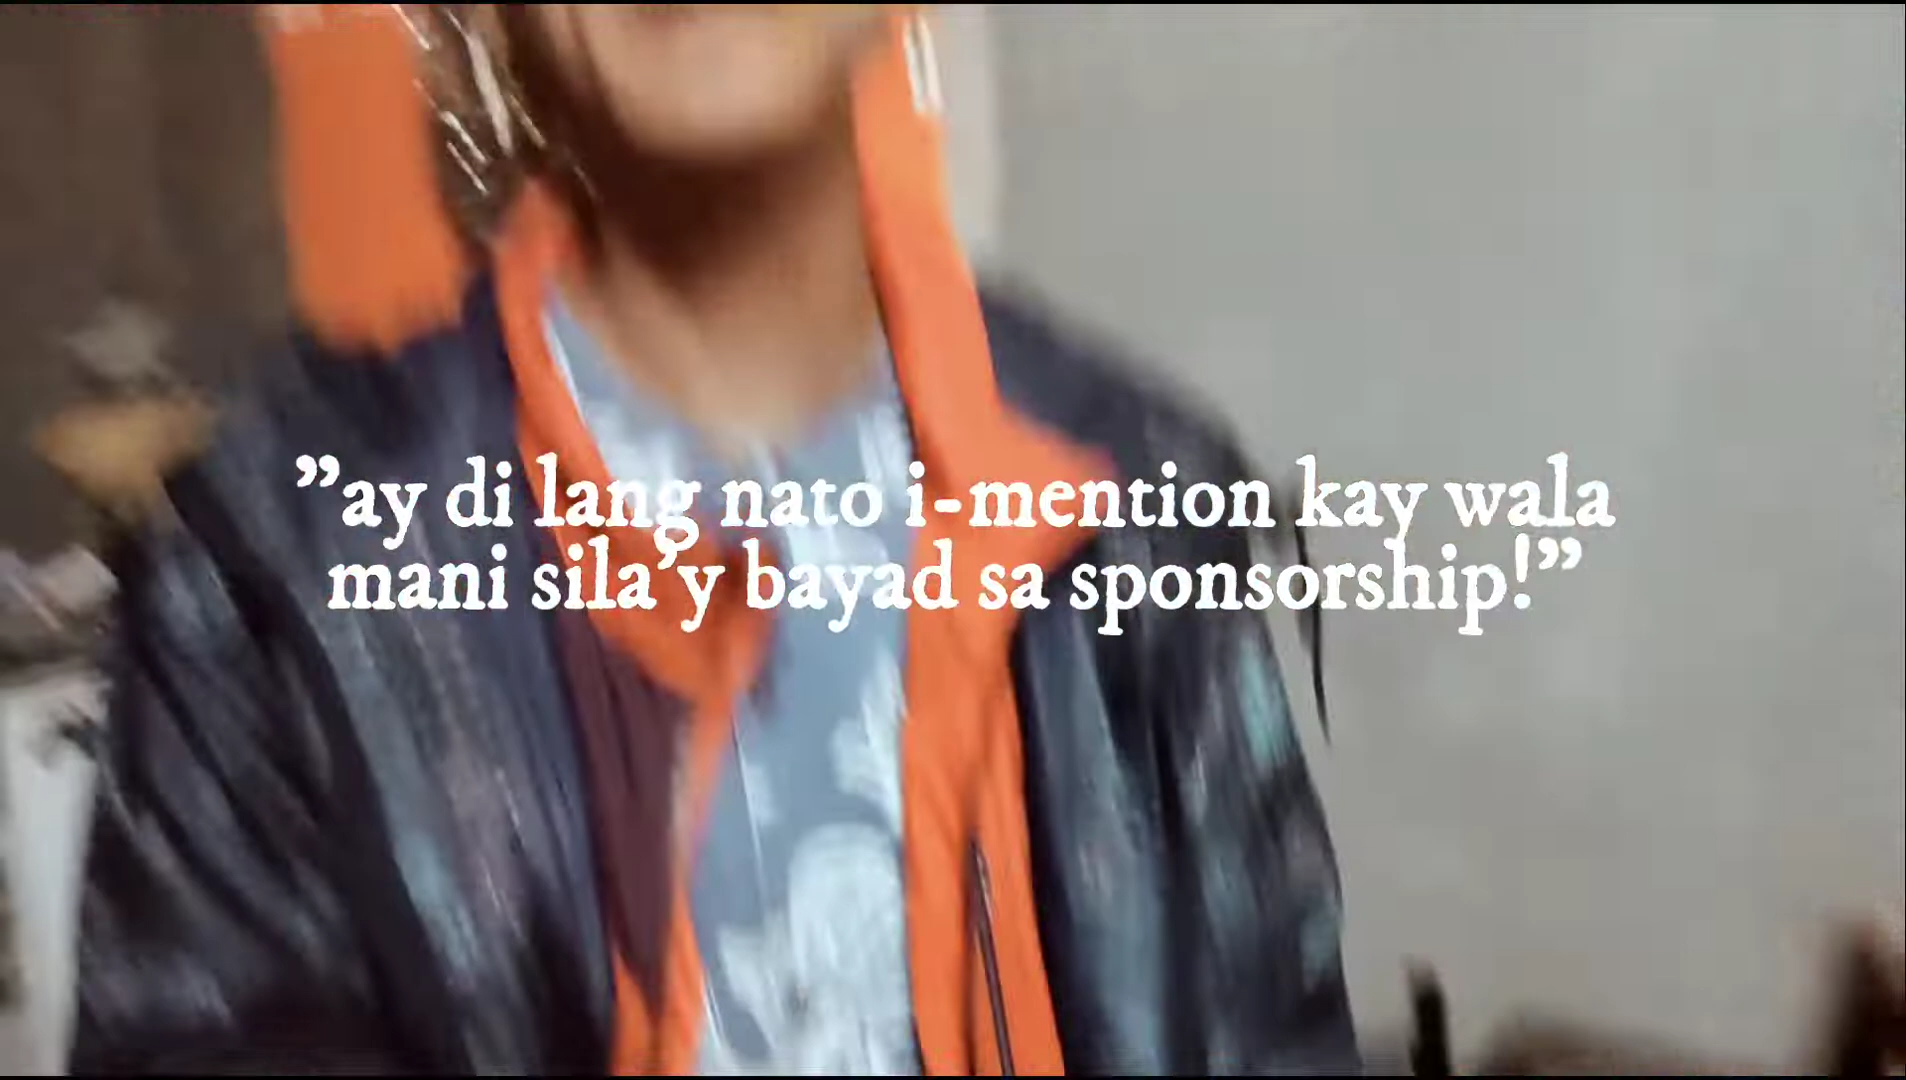 ”ay di lang nato i-mention kay wala
mani sila’y bayad sa sponsorship!”